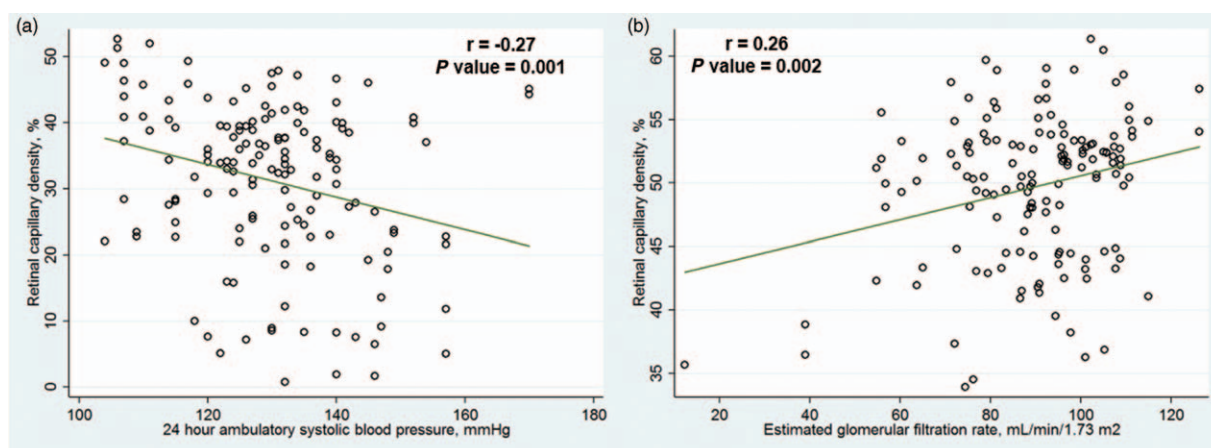 (a)
r = -0.27
P value = 0.001
Retinal capillary density, %
50
40
30
20
10
0
100
120
140
160
180
24 hour ambulatory systolic blood pressure, mmHg
(b)
r = 0.26
P value = 0.002
Retinal capillary density, %
60
55
50
45
40
35
20
40
60
80
100
120
Estimated glomerular filtration rate, mL/min/1.73 m2